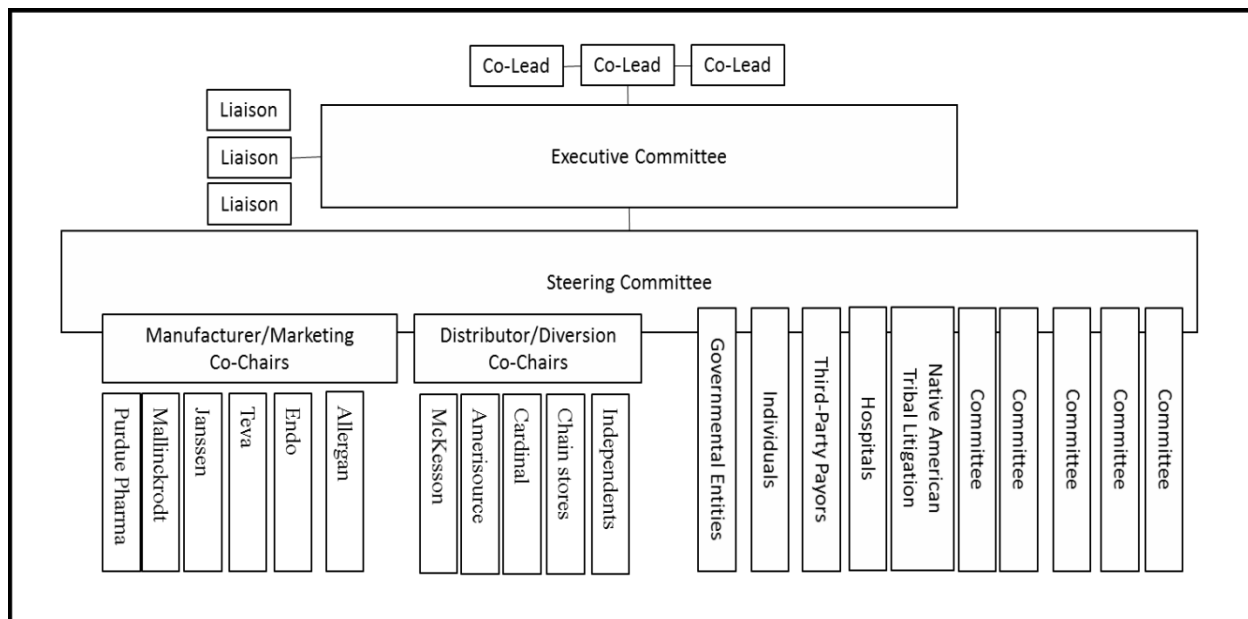 Co-Lead
Co-Lead
Co-Lead
Liaison
Liaison
Liaison
Executive Committee
Steering Committee
Manufacturer/Marketing
Co-Chairs
Distributor/Diversion
Co-Chairs
Purdue Pharma
Mallinckrodt
Janssen
Teva
Endo
Allergan
McKesson
Amerisource
Cardinal
Chain stores
Independents
Governmental Entities
Individuals
Third-Party Payors
Hospitals
Native American
Tribal Litigation
Committee
Committee
Committee
Committee
Committee